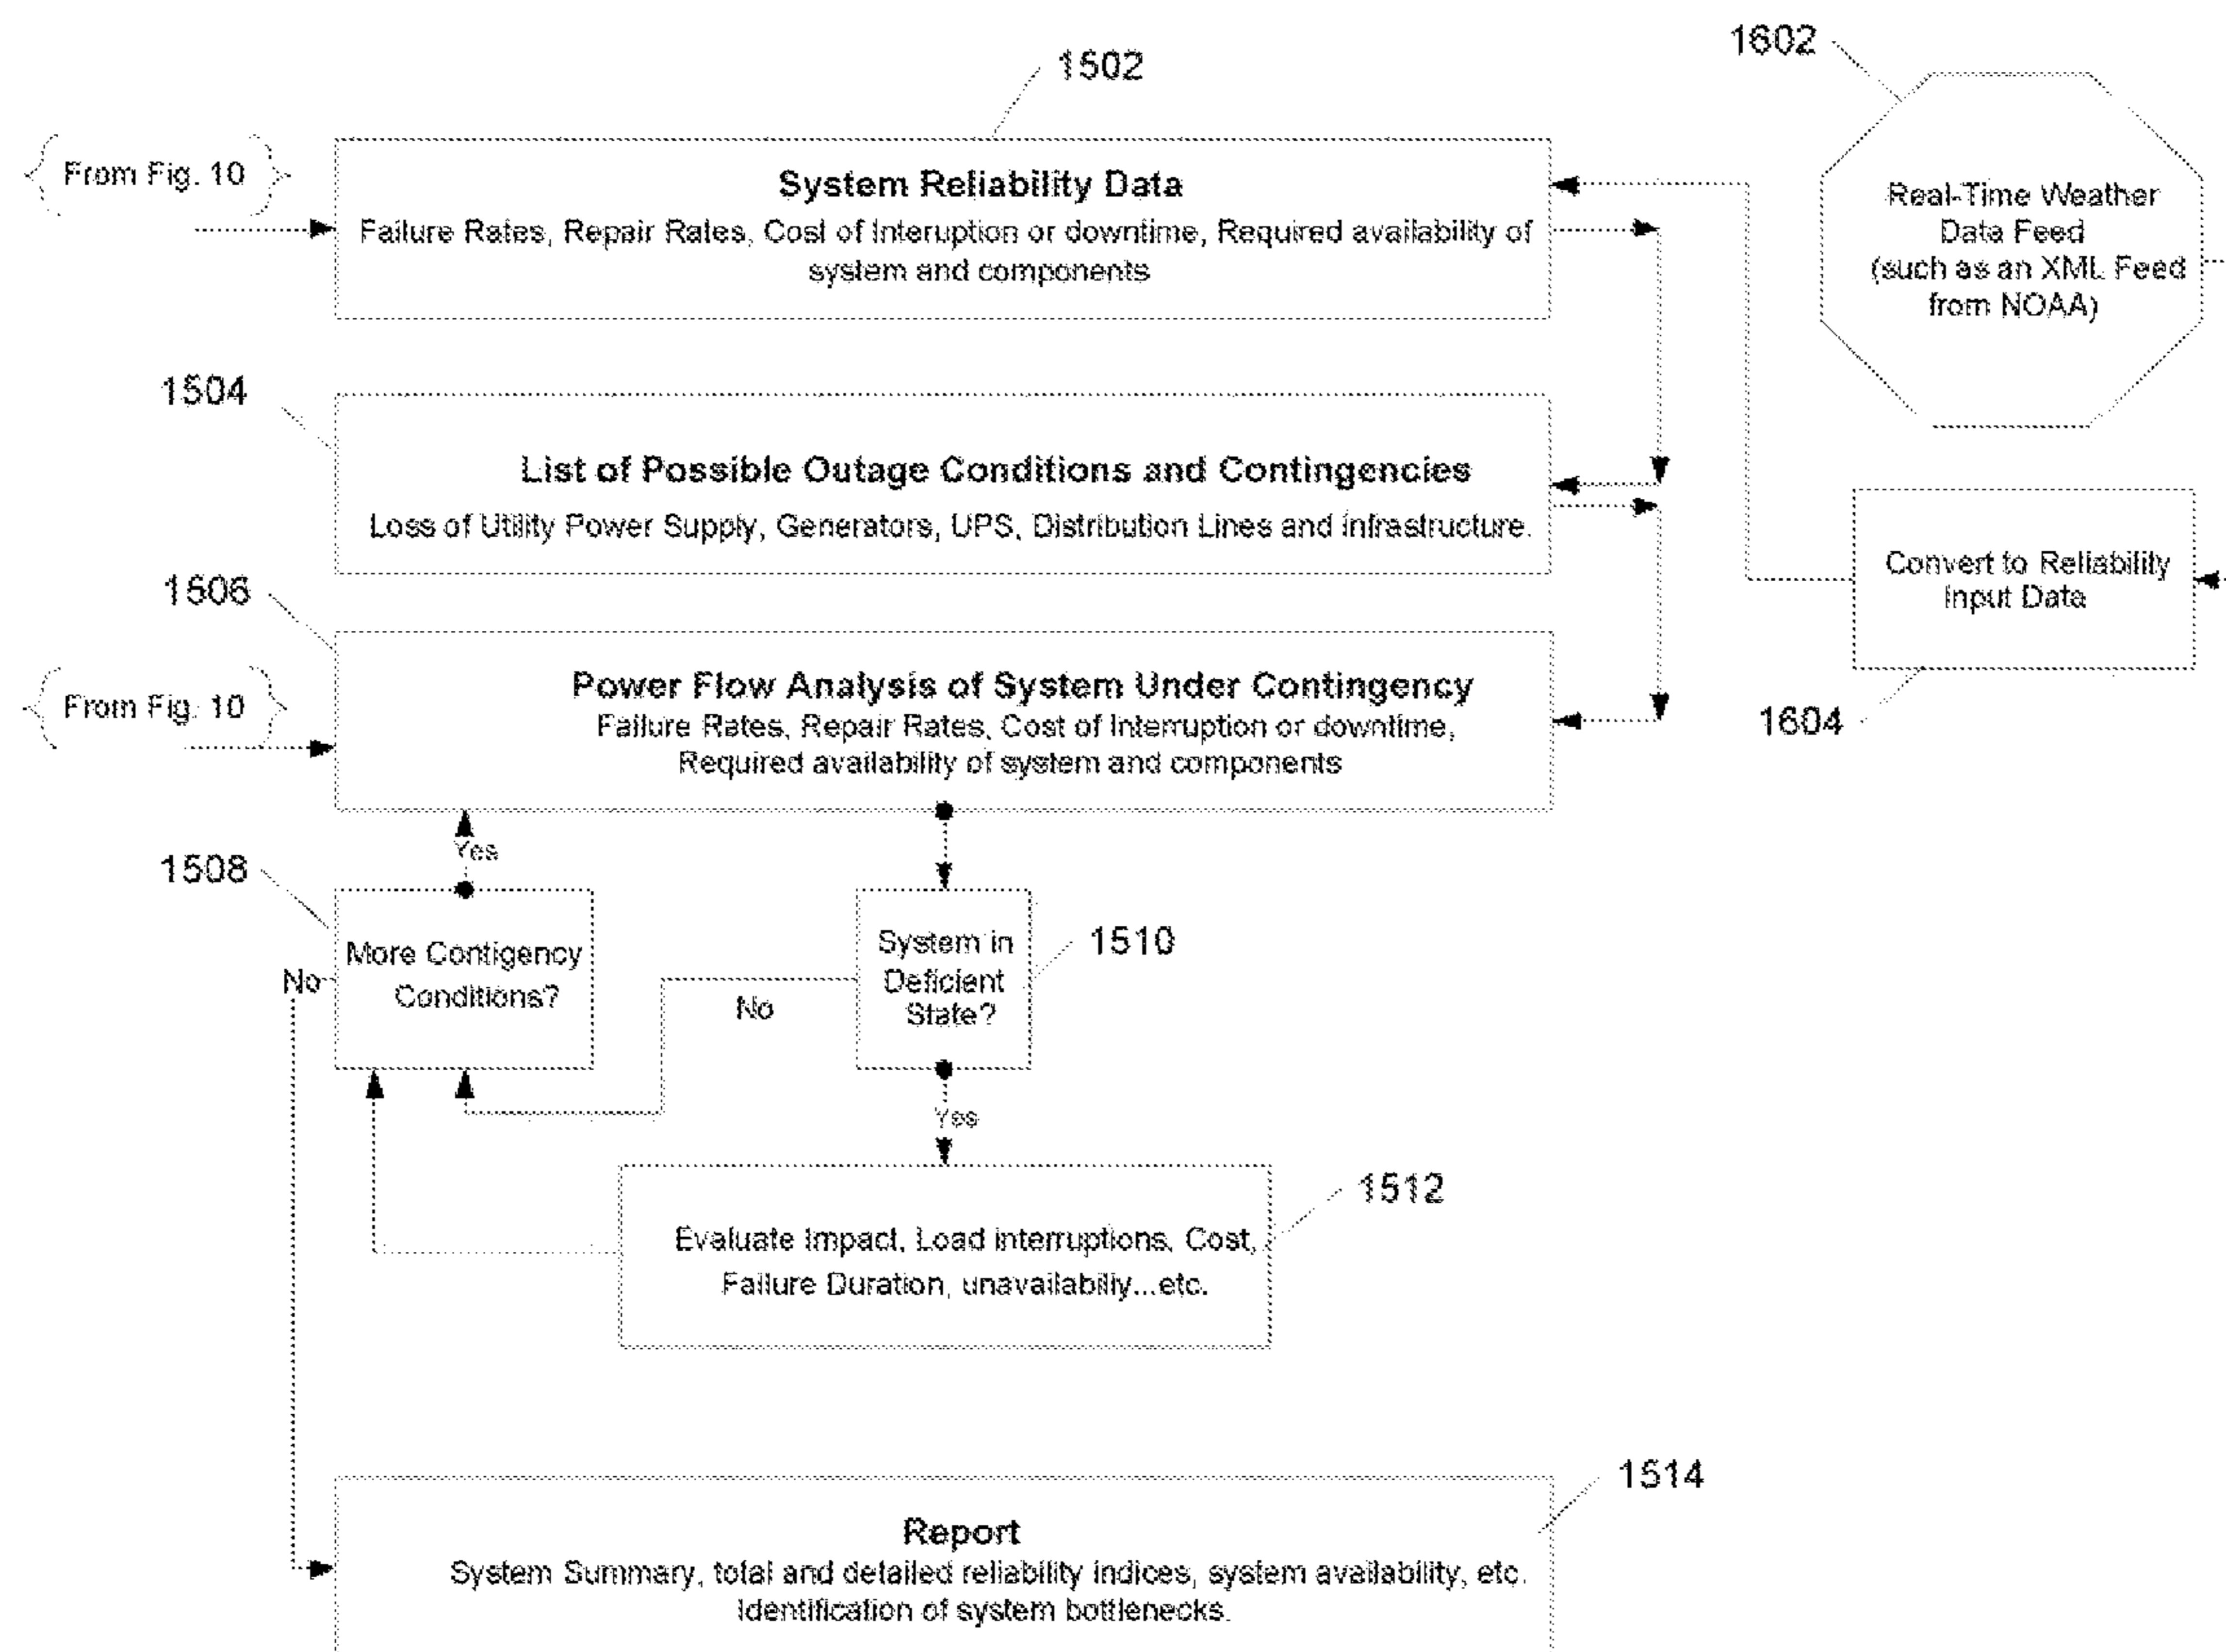 1602
1502
From Fig. 10
System Reliability Data
Failure Rates, Repair Rates, Cost of Interuption or downtime, Required availability of
system and components
Real-Time Weather
Data Feed
(such as an XML Feed
from NOAA)
1504
List of Possible Outage Conditions and Contingencies
Loss of Utility Power Supply, Generators, UPS, Distribution Lines and infrastructure.
Convert to Reliability
Input Data
1604
1506
From Fig. 10
Power Flow Analysis of System Under Contingency
Failure Rates, Repair Rates, Cost of Interruption or downtime,
Required availability of system and components
Yes
1508
More Contigency
Conditions?
No
No
System in
Deficient
State?
1510
Yes
1512
Evaluate Impact, Load interruptions, Cost,
Failure Duration, unavailabiliy...etc.
1514
Report
System Summary, total and detailed reliability indices, system availability, etc.
Identification of system bottlenecks.